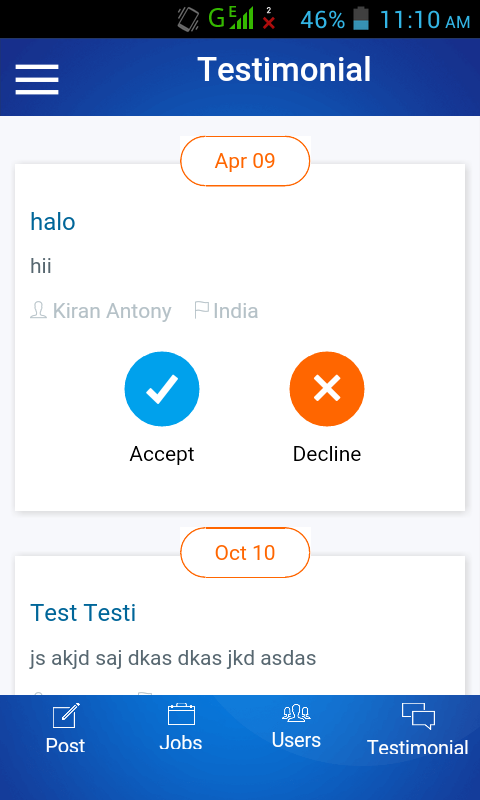 G E 2 46% 11:10 AM
Testimonial
Apr 09
halo
hii
Kiran Antony India
Accept Decline
Oct 10
Test Testi
js akjd saj dkas dkas jkd asdas
Post Jobs Users Testimonial